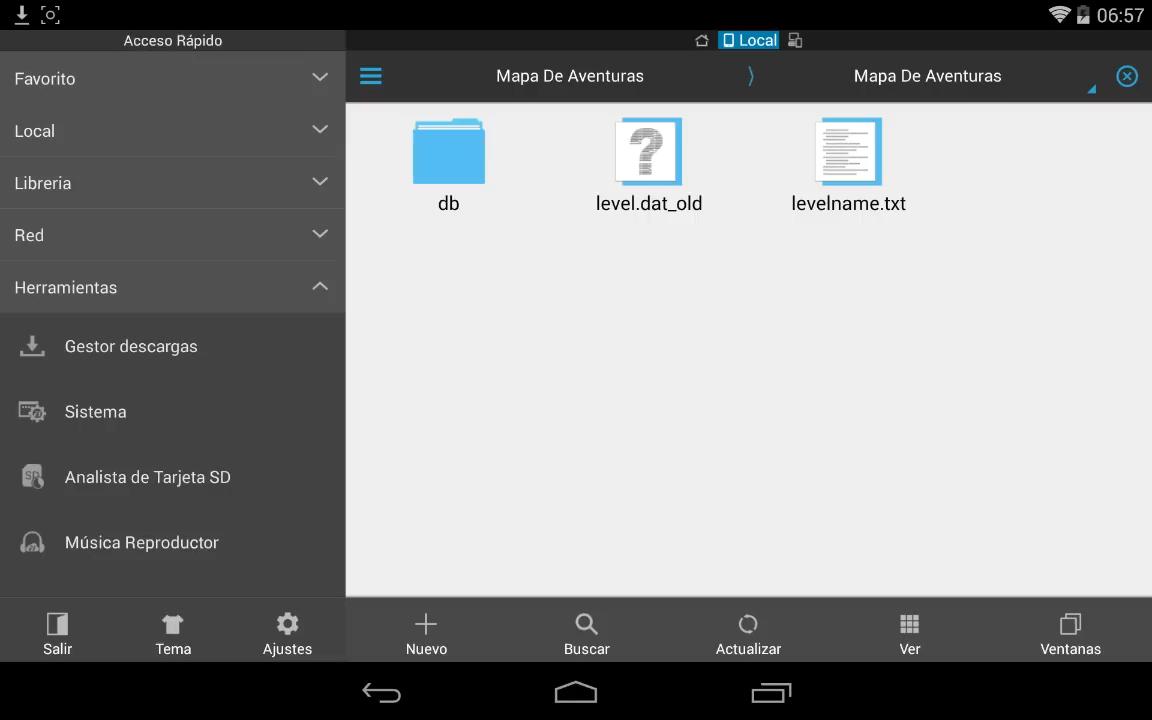 06:57
Acceso Rápido
Local
Favorito
Mapa De Aventuras
Mapa De Aventuras
Local
Libreria
Red
Herramientas
Gestor descargas
Sistema
Analista de Tarjeta SD
Música Reproductor
db
level.dat_old
levelname.txt
Salir
Tema
Ajustes
Nuevo
Buscar
Actualizar
Ver
Ventanas